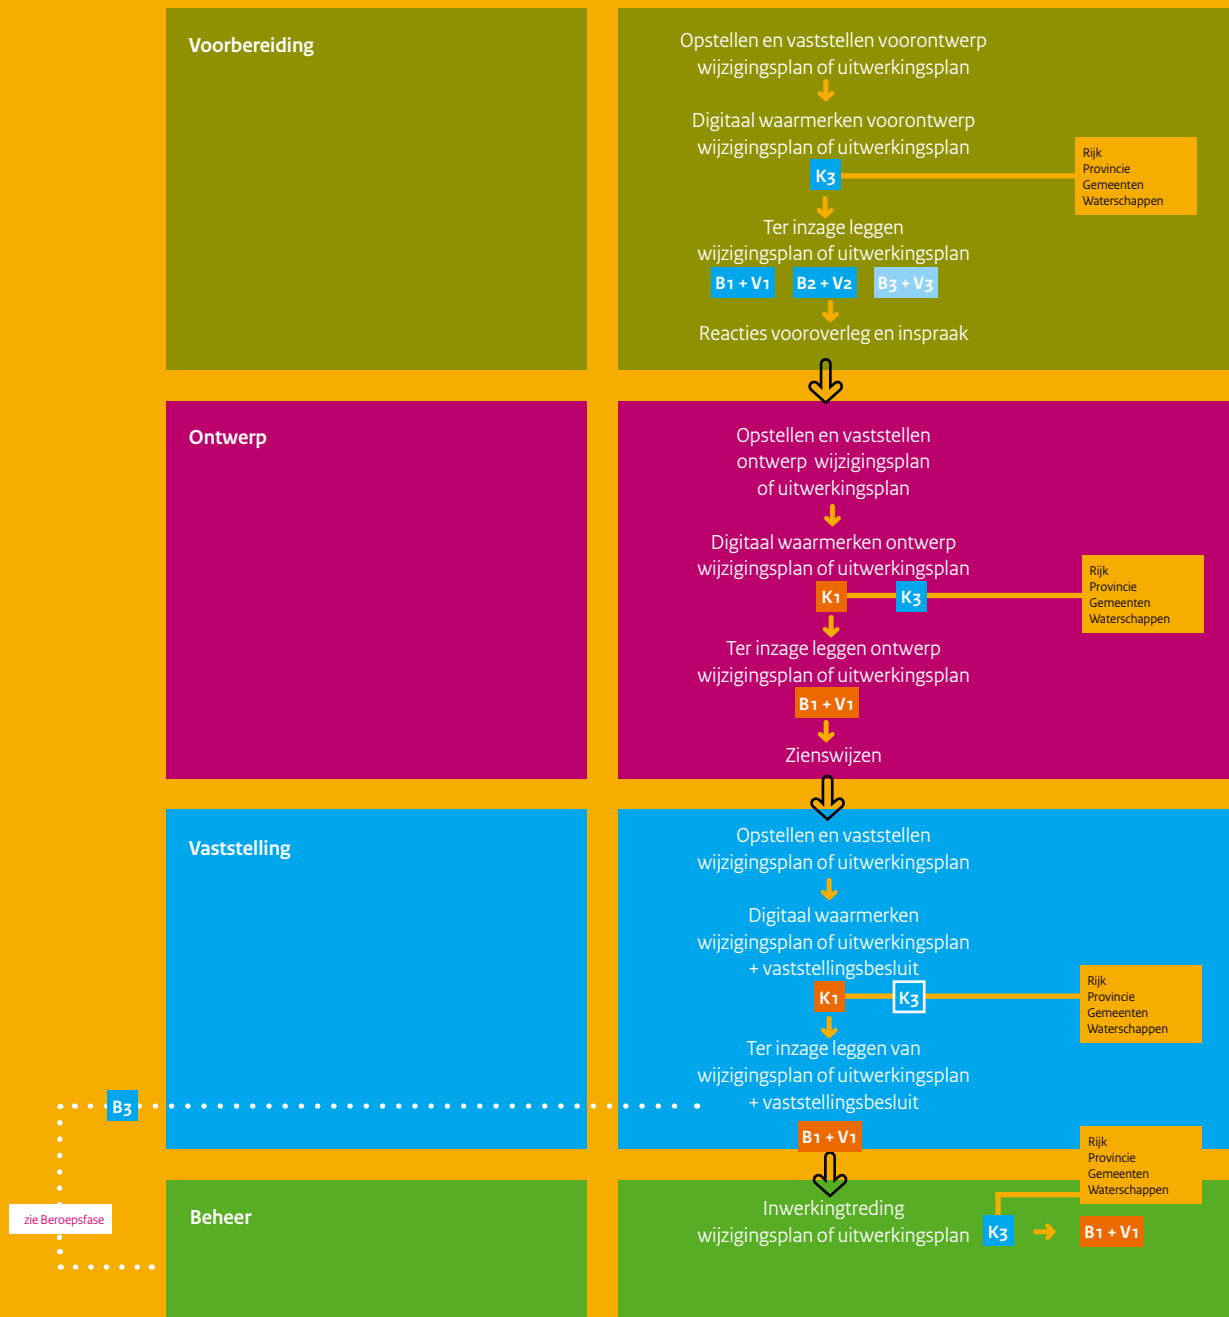 Voorbereiding
Opstellen en vaststellen voorontwerp
wijzigingsplan of uitwerkingsplan
Digitaal waarmerken voorontwerp
wijzigingsplan of uitwerkingsplan
K3
Rijk
Provincie
Gemeenten
Waterschappen
Ter inzage leggen
wijzigingsplan of uitwerkingsplan
B1 + V1 B2 + V2 B3 + V3
Reacties vooroverleg en inspraak
Ontwerp
Opstellen en vaststellen
ontwerp wijzigingsplan
of uitwerkingsplan
Digitaal waarmerken ontwerp
wijzigingsplan of uitwerkingsplan
K1 K3
Rijk
Provincie
Gemeenten
Waterschappen
Ter inzage leggen ontwerp
wijzigingsplan of uitwerkingsplan
B1 + V1
Zienswijzen
Vaststelling
Opstellen en vaststellen
wijzigingsplan of uitwerkingsplan
Digitaal waarmerken
wijzigingsplan of uitwerkingsplan
+ vaststellingsbesluit
K1 K3
Rijk
Provincie
Gemeenten
Waterschappen
Ter inzage leggen van
wijzigingsplan of uitwerkingsplan
+ vaststellingsbesluit
B3
B1 + V1
Rijk
Provincie
Gemeenten
Waterschappen
zie Beroepsfase
Beheer
Inwerkingtreding
wijzigingsplan of uitwerkingsplan
K3 B1 + V1